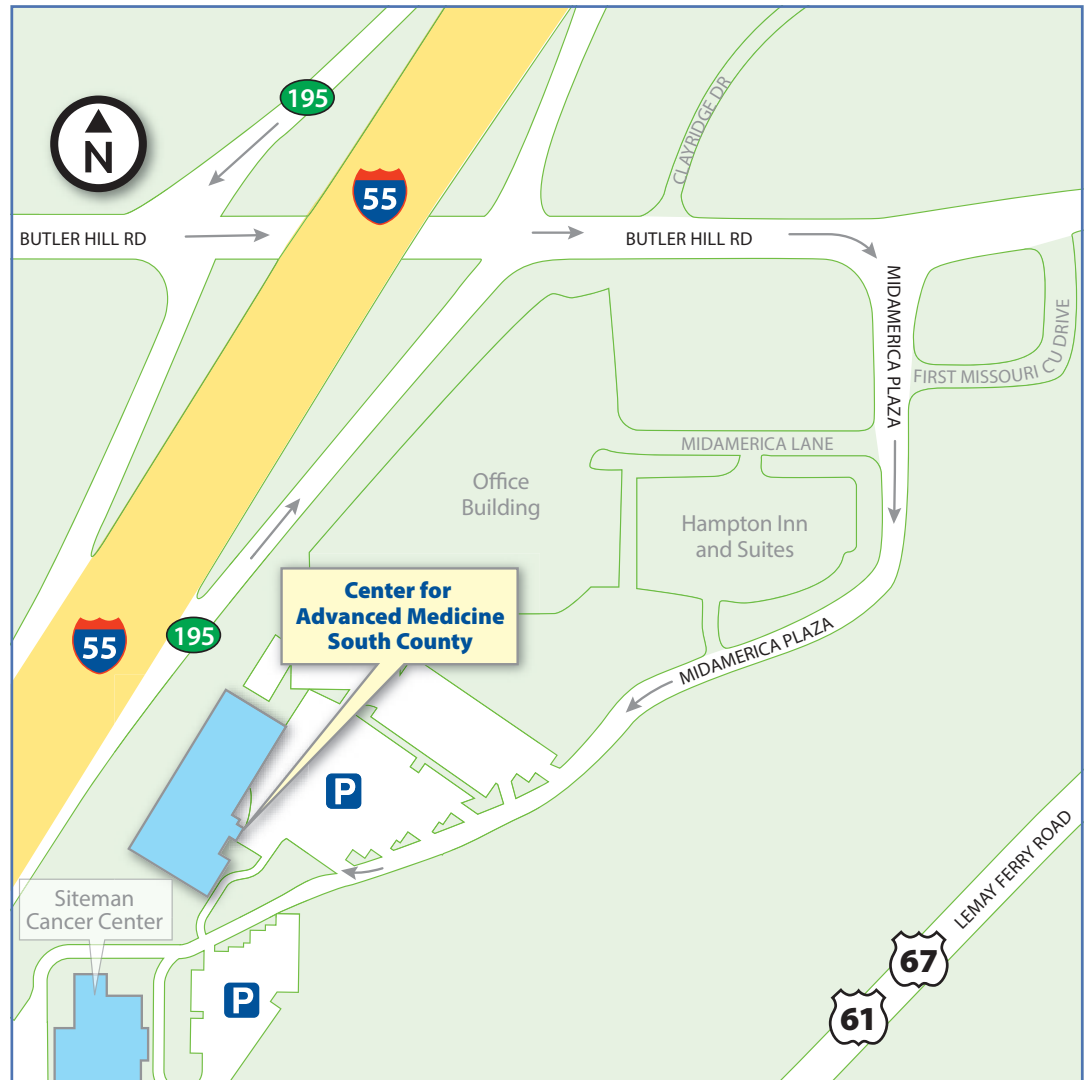 195
N
55
CLAYRIDGE DR
BUTLER HILL RD
BUTLER HILL RD
MIDAMERICA PLAZA
FIRST MISSOURI CU DRIVE
MIDAMERICA LANE
Office
Building
Hampton Inn
and Suites
Center for
Advanced Medicine
South County
55
195
MIDAMERICA PLAZA
P
LEMAY FERRY ROAD
Siteman
Cancer Center
67
P
61